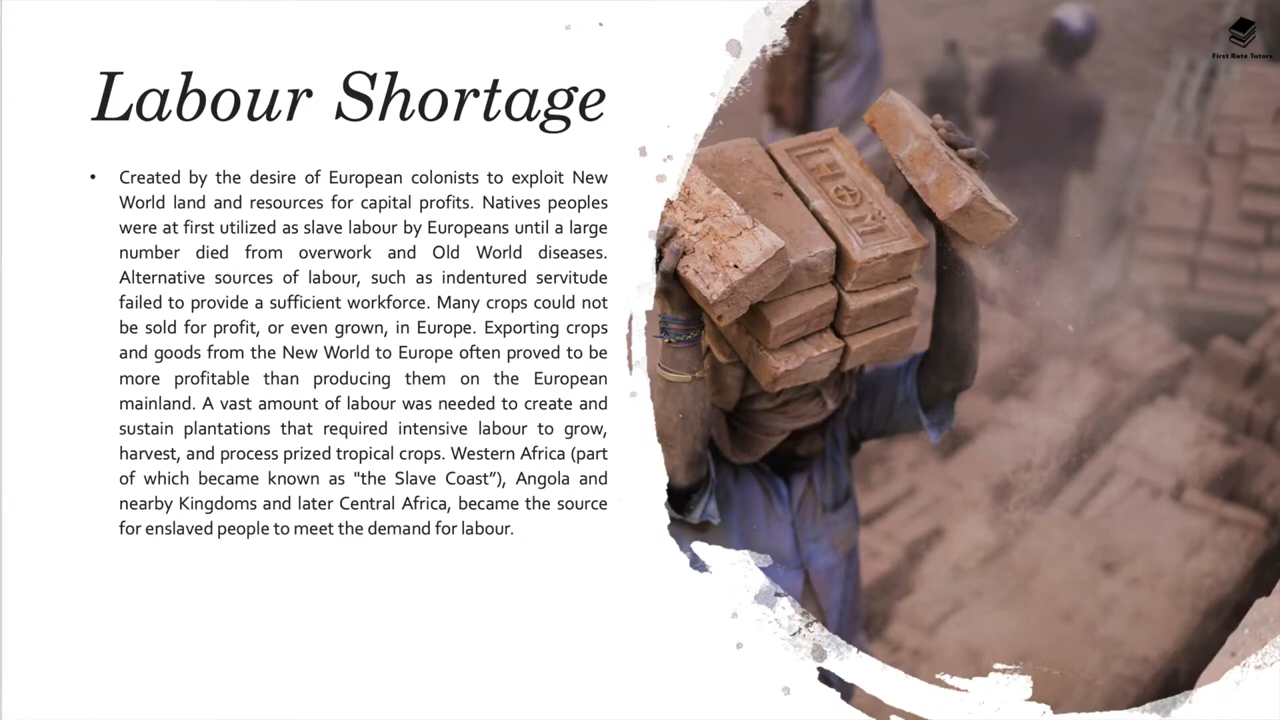 Labour Shortage
• Created by the desire of European colonists to exploit New
World land and resources for capital profits. Natives peoples
were at first utilized as slave labour by Europeans until a large
number died from overwork and Old World diseases.
Alternative sources of labour, such as indentured servitude
failed to provide a sufficient workforce. Many crops could not
be sold for profit, or even grown, in Europe. Exporting crops
and goods from the New World to Europe often proved to be
more profitable than producing them on the European
mainland. A vast amount of labour was needed to create and
sustain plantations that required intensive labour to grow,
harvest, and process prized tropical crops. Western Africa (part
of which became known as "the Slave Coast”), Angola and
nearby Kingdoms and later Central Africa, became the source
for enslaved people to meet the demand for labour.
First Rate Tutors